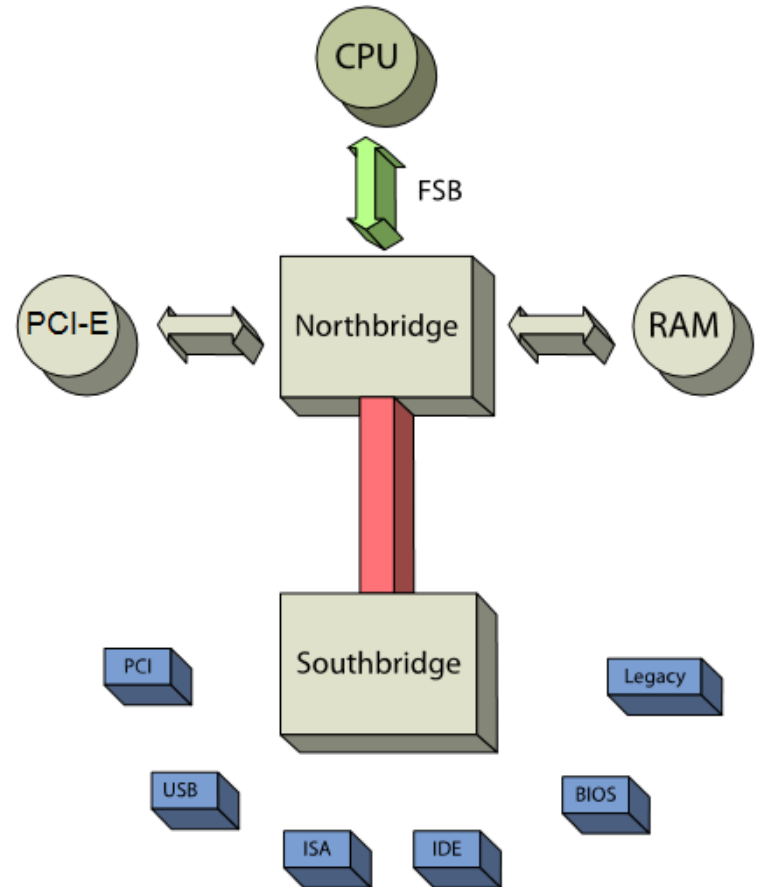 CPU
FSB
PCI-E
Northbridge
RAM
Southbridge
PCI
Legacy
USB
BIOS
ISA
IDE